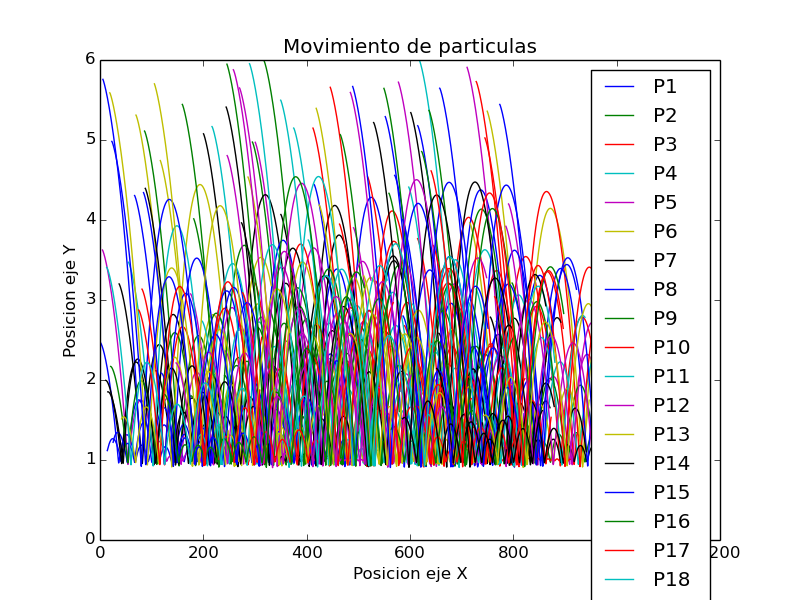 Movimiento de particulas
6
5
4
3
2
1
0
Posicion eje Y
0 200 400 600 800 200
Posicion eje X
P1
P2
P3
P4
P5
P6
P7
P8
P9
P10
P11
P12
P13
P14
P15
P16
P17
P18